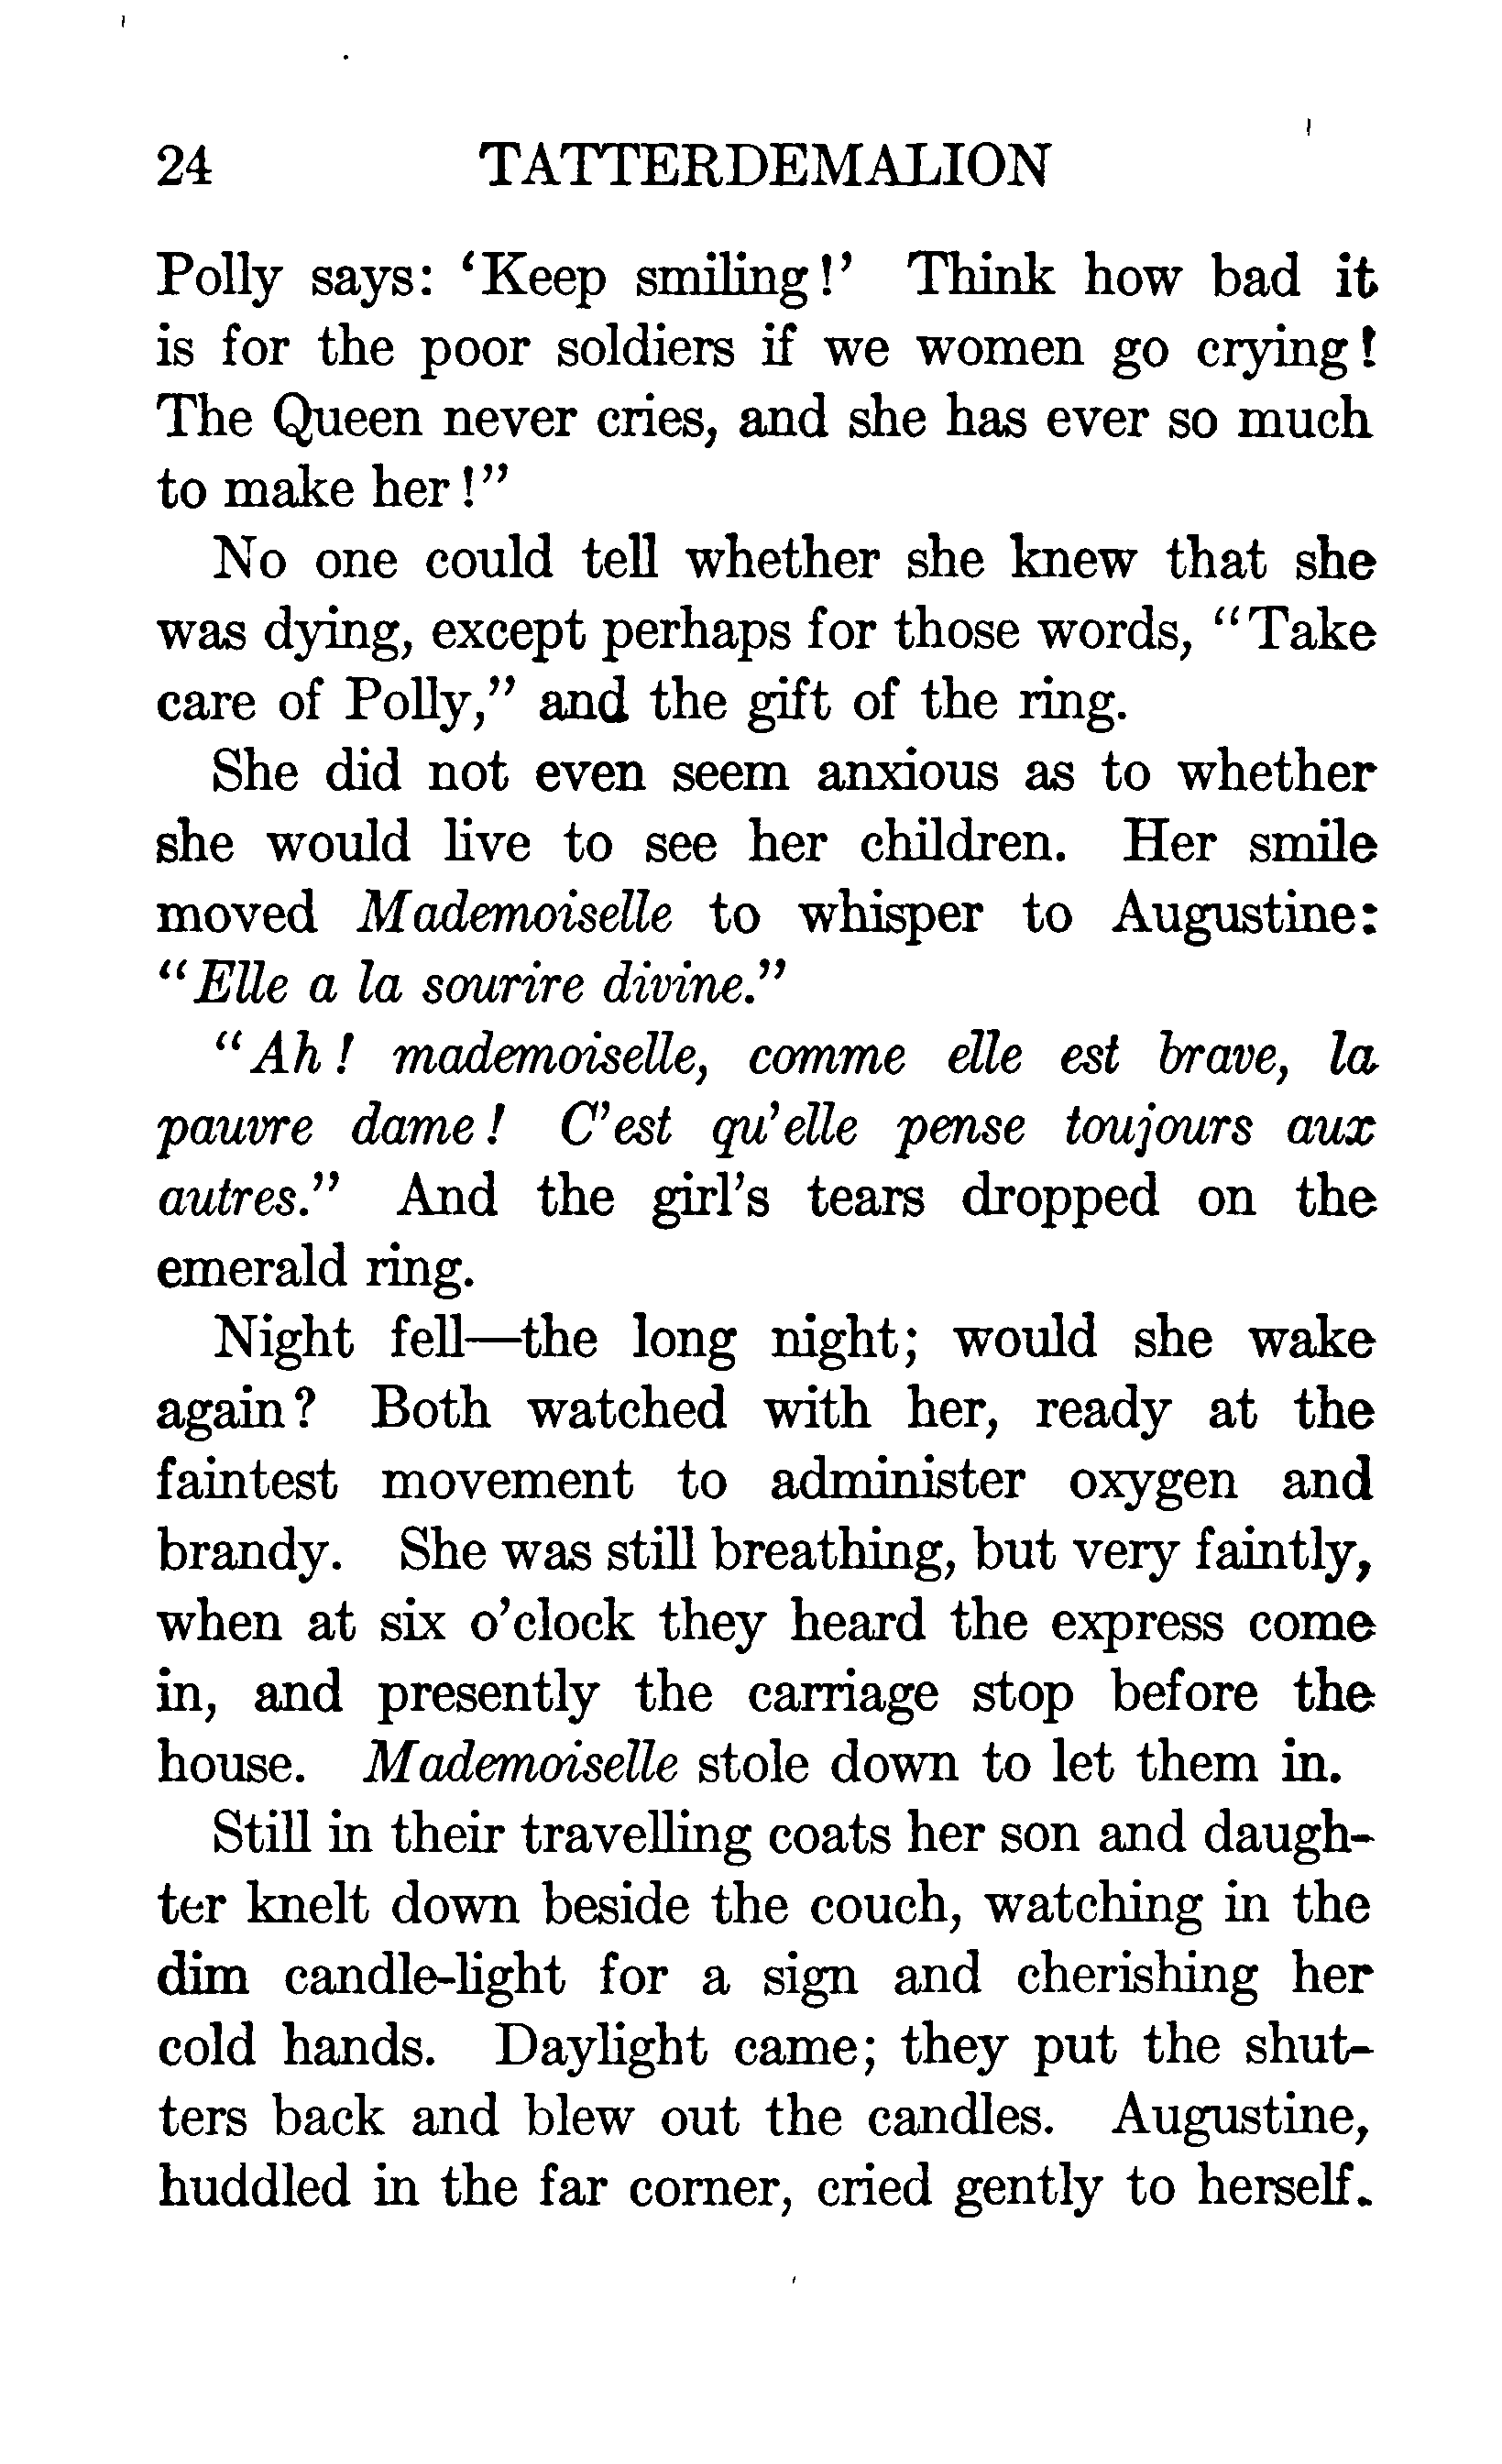 24 TATTERDEMALION
Polly says: ‘Keep smiling!’ Think how bad it
is for the poor soldiers if we women go crying!
The Queen never cries, and she has ever so much
to make her!”
No one could tell whether she knew that she
was dying, except perhaps for those words, “Take
care of Polly,” and the gift of the ring.
She did not even seem anxious as to whether
she would live to see her children. Her smile
moved Mademoiselle to whisper to Augustine:
“Elle a la sourire divine.”
“Ah! mademoiselle, comme elle est brave, la
pauvre dame! C’est qu’elle pense toujours aux
autres.” And the girl’s tears dropped on the
emerald ring.
Night fell—the long night; would she wake
again? Both watched with her, ready at the
faintest movement to administer oxygen and
brandy. She was still breathing, but very faintly,
when at six o’clock they heard the express come
in, and presently the carriage stop before the
house. Mademoiselle stole down to let them in.
Still in their travelling coats her son and daugh-
ter knelt down beside the couch, watching in the
dim candle-light for a sign and cherishing her
cold hands. Daylight came; they put the shut-
ters back and blew out the candles. Augustine,
huddled in the far corner, cried gently to herself.